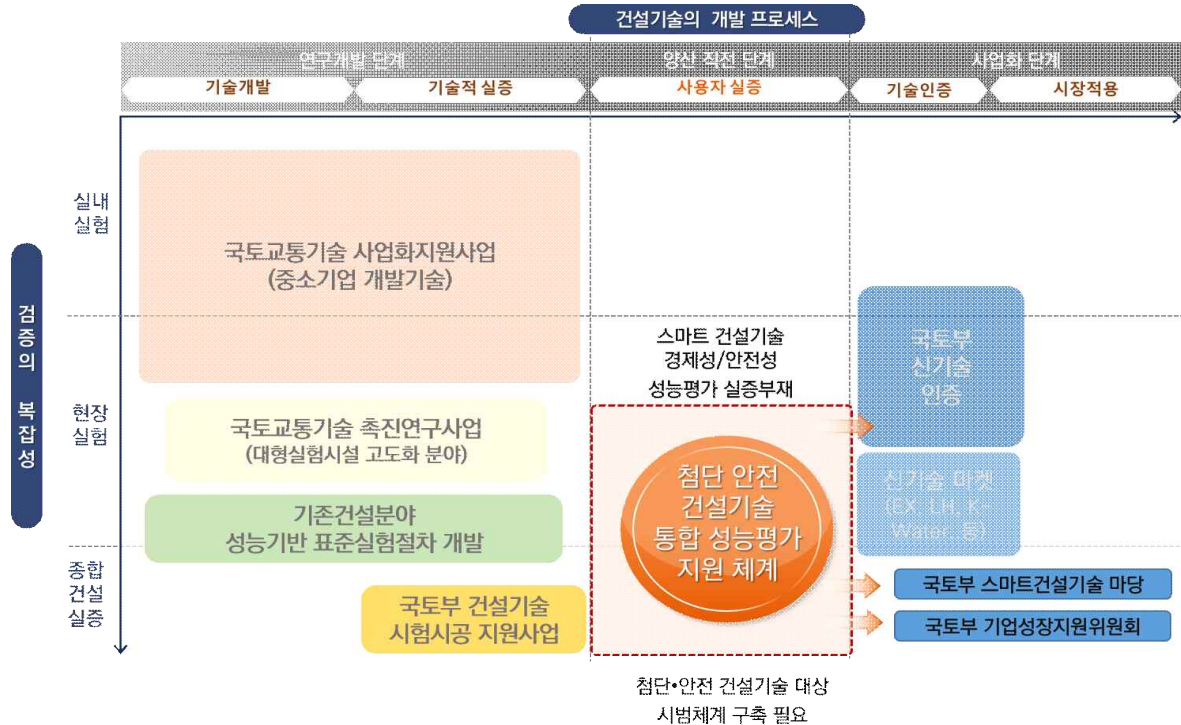 건설기술의 개발 프로세스
연구개발 단계
양산 직전 단계
사업화 단계
기술개발
기술적 실증
사용자 실증
기술인증
시장적용
검증의 복잡성
실내
실험
현장
실험
종합
건설
실증
국토교통기술 사업화지원사업
(중소기업 개발기술)
국토교통기술 촉진연구사업
(대형실험시설 고도화 분야)
기존건설분야
성능기반 표준실험절차 개발
국토부 건설기술
시험시공 지원사업
스마트 건설기술
경제성/안전성
성능평가 실증부재
첨단 안전
건설기술
통합 성능평가
지원 체계
첨단•안전 건설기술 대상
시범체계 구축 필요
국토부
신기술
인증
신기술 마켓
(EX, LH, K-
Water, 등)
국토부 스마트건설기술 마당
국토부 기업성장지원위원회